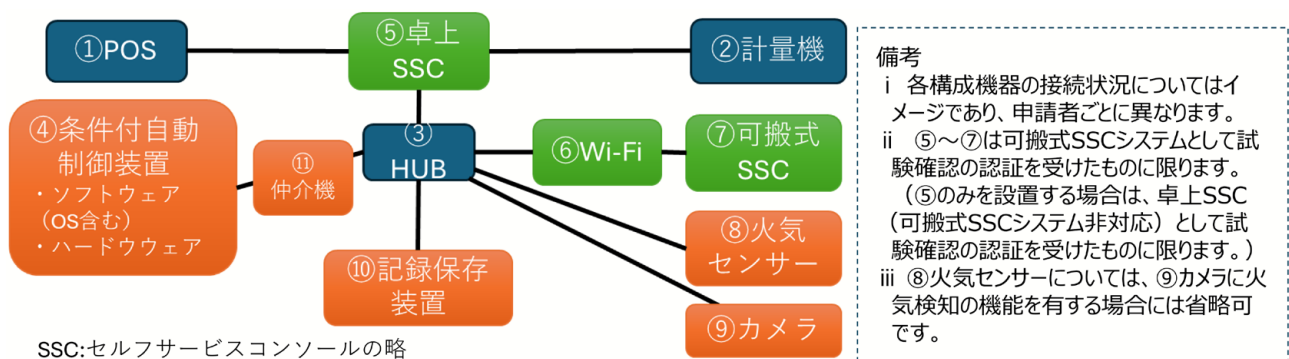 ①POS
⑤卓上
SSC
②計量機
④条件付自動
制御装置
・ソフトウェア
（OS含む）
・ハードウウェア
⑪
仲介機
③
HUB
⑥Wi-Fi
⑦可搬式
SSC
⑧火気
センサー
⑩記録保存
装置
⑨カメラ
SSC:セルフサービスコンソールの略
備考
ⅰ 各構成機器の接続状況についてはイ
メージであり、申請者ごとに異なります。
ⅱ ⑤～⑦は可搬式SSCシステムとして試
験確認の認証を受けたものに限ります。
（⑤のみを設置する場合は、卓上SSC
（可搬式SSCシステム非対応）として試
験確認の認証を受けたものに限ります。）
ⅲ ⑧火気センサーについては、⑨カメラに火
気検知の機能を有する場合には省略可
です。